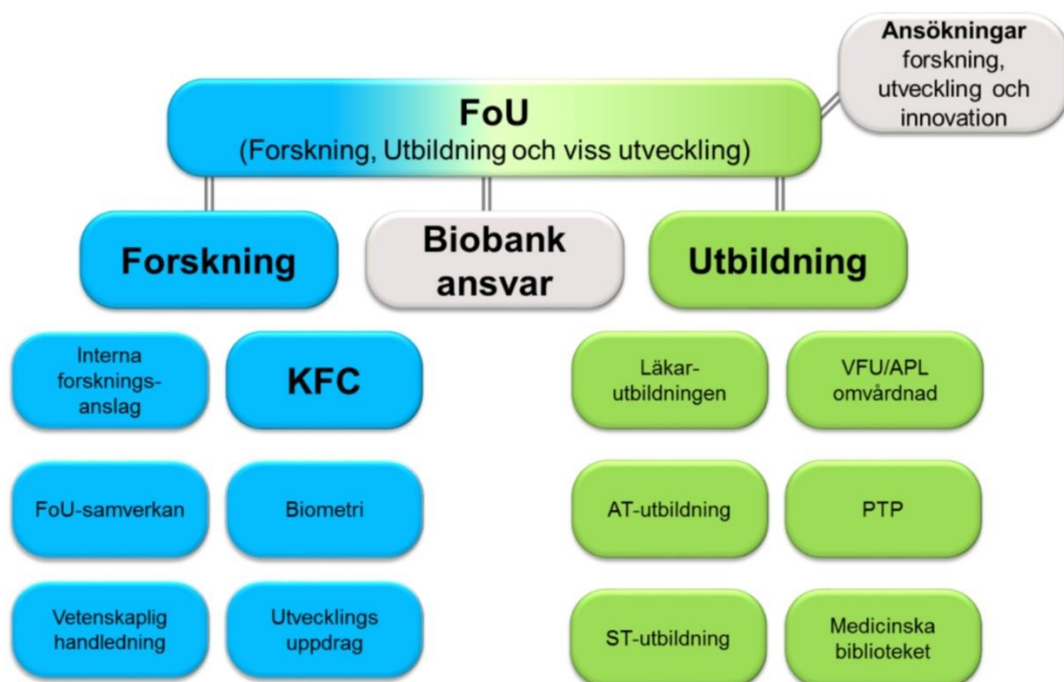 Ansökningar
forskning,
utveckling och
innovation
FoU
(Forskning, Utbildning och viss utveckling)
Forskning
Biobank
ansvar
Utbildning
Interna
forsknings-
anslag
KFC
Läkar-
utbildningen
VFU/APL
omvårdnad
FoU-samverkan
Biometri
AT-utbildning
PTP
Vetenskaplig
handledning
Utvecklings
uppdrag
ST-utbildning
Medicinska
biblioteket